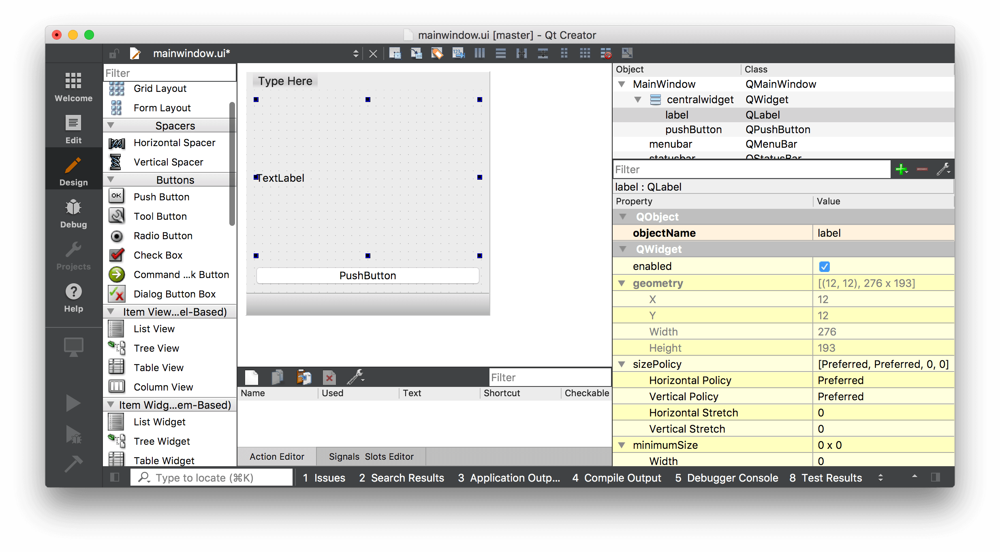 mainwindow.ui [master] - Qt Creator
mainwindow.ui*
Welcome
Edit
Design
Debug
Projects
Help
Filter
Grid Layout
Form Layout
Spacers
Horizontal Spacer
Vertical Spacer
Buttons
Push Button
OK
Tool Button
Radio Button
Check Box
Command ...k Button
Dialog Button Box
Item View...el-Based)
List View
Tree View
Table View
Column View
Item Widg...em-Based)
List Widget
Tree Widget
Table Widget
123
Type Here
TextLabel
PushButton
Filter
Name Used Text Shortcut Checkable
Action Editor Signals Slots Editor
Object Class
MainWindow QMainWindow
centralwidget QWidget
label QLabel
pushButton QPushButton
menubar QMenuBar
statusbar QStatusBar
Filter
label : QLabel
Property Value
QObject
objectName label
QWidget
enabled
geometry [(12, 12), 276 x 193]
X 12
Y 12
Width 276
Height 193
sizePolicy [Preferred, Preferred, 0, 0]
Horizontal Policy Preferred
Vertical Policy Preferred
Horizontal Stretch 0
Vertical Stretch 0
minimumSize 0 x 0
Width 0
Type to locate (⌘K) 1 Issues 2 Search Results 3 Application Outp... 4 Compile Output 5 Debugger Console 8 Test Results